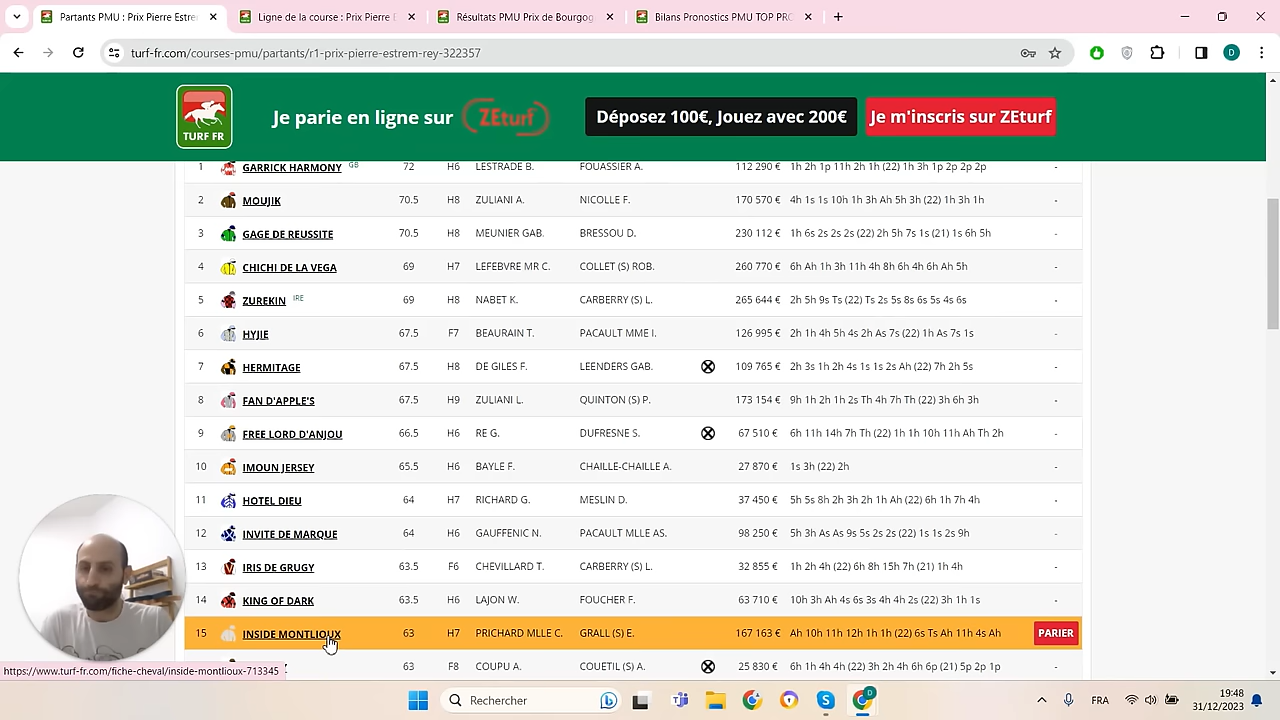 Partants PMU : Prix Pierre Estre
Ligne de la course : Prix Pierre
Résultats PMU Prix de Bourgog
Bilans Pronostics PMU TOP PRO
turf-fr.com/courses-pmu/partants/r1-prix-pierre-estrem-rey-322357
D
TURF FR
Je parie en ligne sur ZEturf
Déposez 100€, Jouez avec 200€
Je m'inscris sur ZEturf
1 GARRICK HARMONY GB 72 H6 LESTRADE B. FOUASSIER A. 112 290 € 1h 2h 1p 11h 2h 1h (22) 1h 3h 1p 2p 2p 2p -
2 MOUJIK 70.5 H8 ZULIANI A. NICOLLE F. 170 570 € 4h 1s 1s 10h 1h 3h Ah 5h 3h (22) 1h 3h 1h -
3 GAGE DE REUSSITE 70.5 H8 MEUNIER GAB. BRESSOU D. 230 112 € 1h 6s 2s 2s 2s (22) 2h 5h 7s 1s (21) 1s 6h 5h -
4 CHICHI DE LA VEGA 69 H7 LEFEBVRE MR C. COLLET (S) ROB. 260 770 € 6h Ah 1h 3h 11h 4h 8h 6h 4h 6h Ah 5h -
5 ZUREKIN IRE 69 H8 NABET K. CARBERRY (S) L. 265 644 € 2h 5h 9s Ts (22) Ts 2s 5s 8s 6s 5s 4s 6s -
6 HYJIE 67.5 F7 BEAURAIN T. PACAULT MME I. 126 995 € 2h 1h 4h 5h 4s 2h As 7s (22) 1h As 7s 1s -
7 HERMITAGE 67.5 H8 DE GILES F. LEENDERS GAB. 109 765 € 2h 3s 1h 2h 4s 1s 1s 2s Ah (22) 7h 2h 5s -
8 FAN D'APPLE'S 67.5 H9 ZULIANI L. QUINTON (S) P. 173 154 € 9h 1h 2h 1h 2s Th 4h 7h Th (22) 3h 6h 3h -
9 FREE LORD D'ANJOU 66.5 H6 RE G. DUFRESNE S. 67 510 € 6h 11h 14h 7h Th (22) 1h 1h 10h 11h Ah Th 2h -
10 IMOUN JERSEY 65.5 H6 BAYLE F. CHAILLE-CHAILLE A. 27 870 € 1s 3h (22) 2h -
11 HOTEL DIEU 64 H7 RICHARD G. MESLIN D. 37 450 € 5h 5s 8h 2h 3h 2h 1h Ah (22) 6h 1h 7h 4h -
12 INVITE DE MARQUE 64 H6 GAUFFENIC N. PACAULT MLLE AS. 98 250 € 5h 3h As As 9s 5s 2s 2s (22) 1s 1s 2s 9h -
13 IRIS DE GRUGY 63.5 F6 CHEVILLARD T. CARBERRY (S) L. 32 855 € 1h 2h 4h (22) 6h 8h 15h 7h (21) 1h 4h -
14 KING OF DARK 63.5 H6 LAJON W. FOUCHER F. 63 710 € 10h 3h Ah 4s 6s 3s 4h 4h 2s (22) 3h 1h 1s -
15 INSIDE MONTLIOUX 63 H7 PRICHARD MLLE C. GRALL (S) E. 167 163 € Ah 10h 11h 12h 1h 1h (22) 6s Ts Ah 11h 4s Ah PARIER
63 F8 COUPU A. COUETIL (S) A. 25 830 € 6h 1h 4h 4h (22) 3h 2h 4h 6h 6p (21) 5p 2p 1p -
https://www.turf-fr.com/fiche-cheval/inside-montlioux-713345
Rechercher
FRA
19:48
31/12/2023